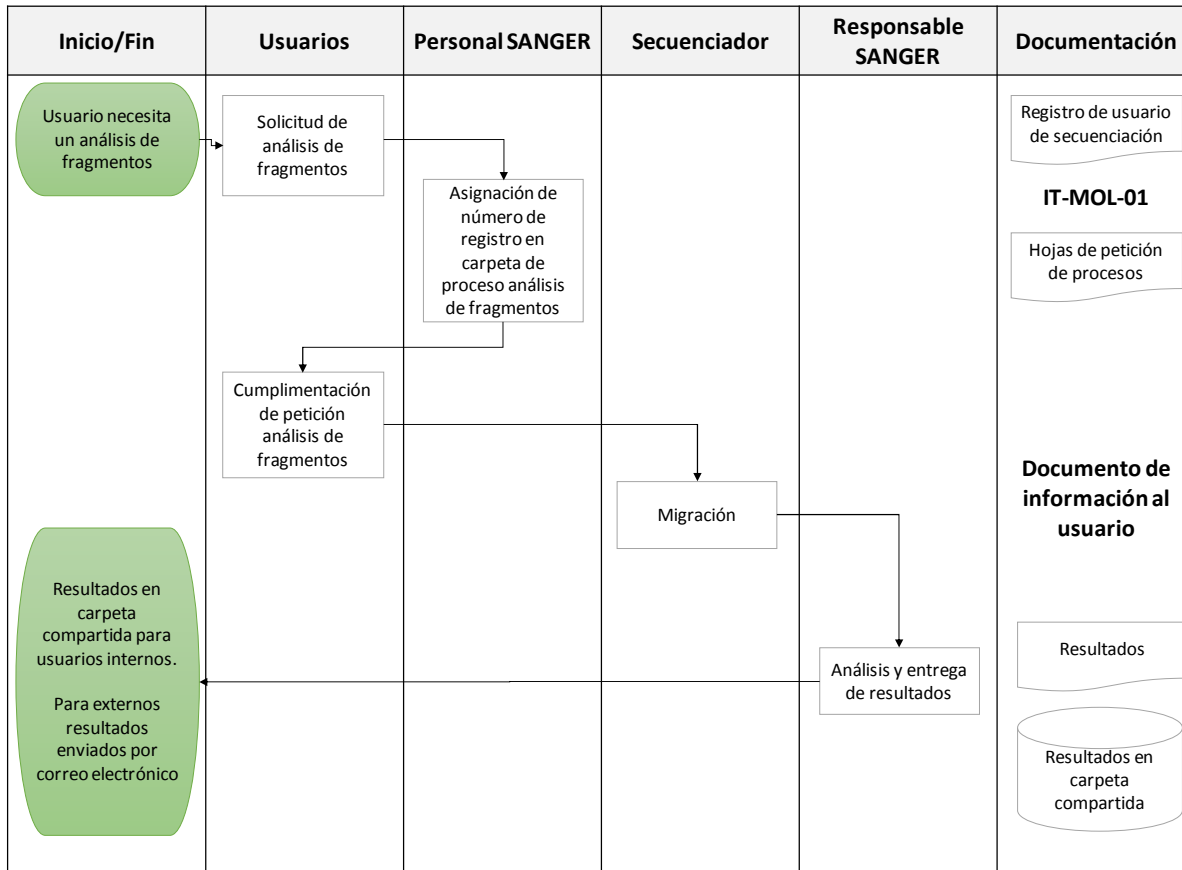 Inicio/Fin
Usuarios
Personal SANGER
Secuenciador
Responsable
SANGER
Documentación
Usuario necesita
un análisis de
fragmentos
Solicitud de
análisis de
fragmentos
Registro de usuario
de secuenciación
Asignación de
número de
registro en
carpeta de
proceso análisis
de fragmentos
IT-MOL-01
Hojas de petición
de procesos
Cumplimentación
de petición
análisis de
fragmentos
Migración
Documento de
información al
usuario
Resultados en
carpeta
compartida para
usuarios internos.
Para externos
resultados
enviados por
correo electrónico
Análisis y entrega
de resultados
Resultados
Resultados en
carpeta
compartida